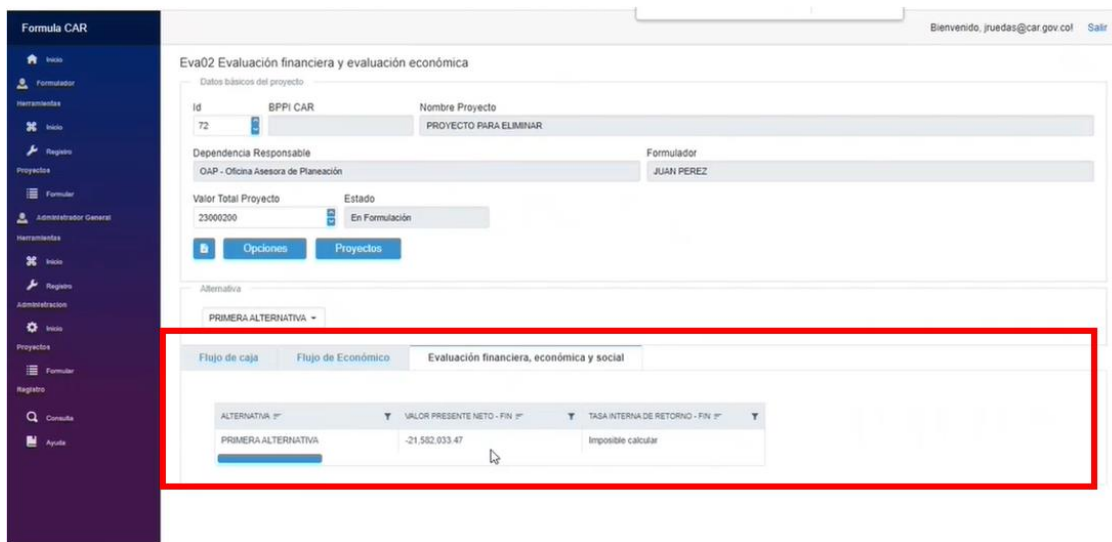 Formula CAR
Bienvenido, jruedas@car.gov.co! Salir
Inicio
Formulador
Herramientas
Inicio
Registro
Proyectos
Formular
Administrador General
Herramientas
Inicio
Registro
Administracion
Inicio
Proyectos
Formular
Registro
Consulta
Ayuda
Eva02 Evaluación financiera y evaluación económica
Datos básicos del proyecto
Id BPPI CAR Nombre Proyecto
72 PROYECTO PARA ELIMINAR
Dependencia Responsable Formulador
OAP - Oficina Asesora de Planeación JUAN PEREZ
Valor Total Proyecto Estado
23000200 En Formulación
Opciones Proyectos
Alternativa
PRIMERA ALTERNATIVA
Flujo de caja Flujo de Económico Evaluación financiera, económica y social
ALTERNATIVA VALOR PRESENTE NETO - FIN TASA INTERNA DE RETORNO - FIN
PRIMERA ALTERNATIVA -21,582,033.47 Imposible calcular